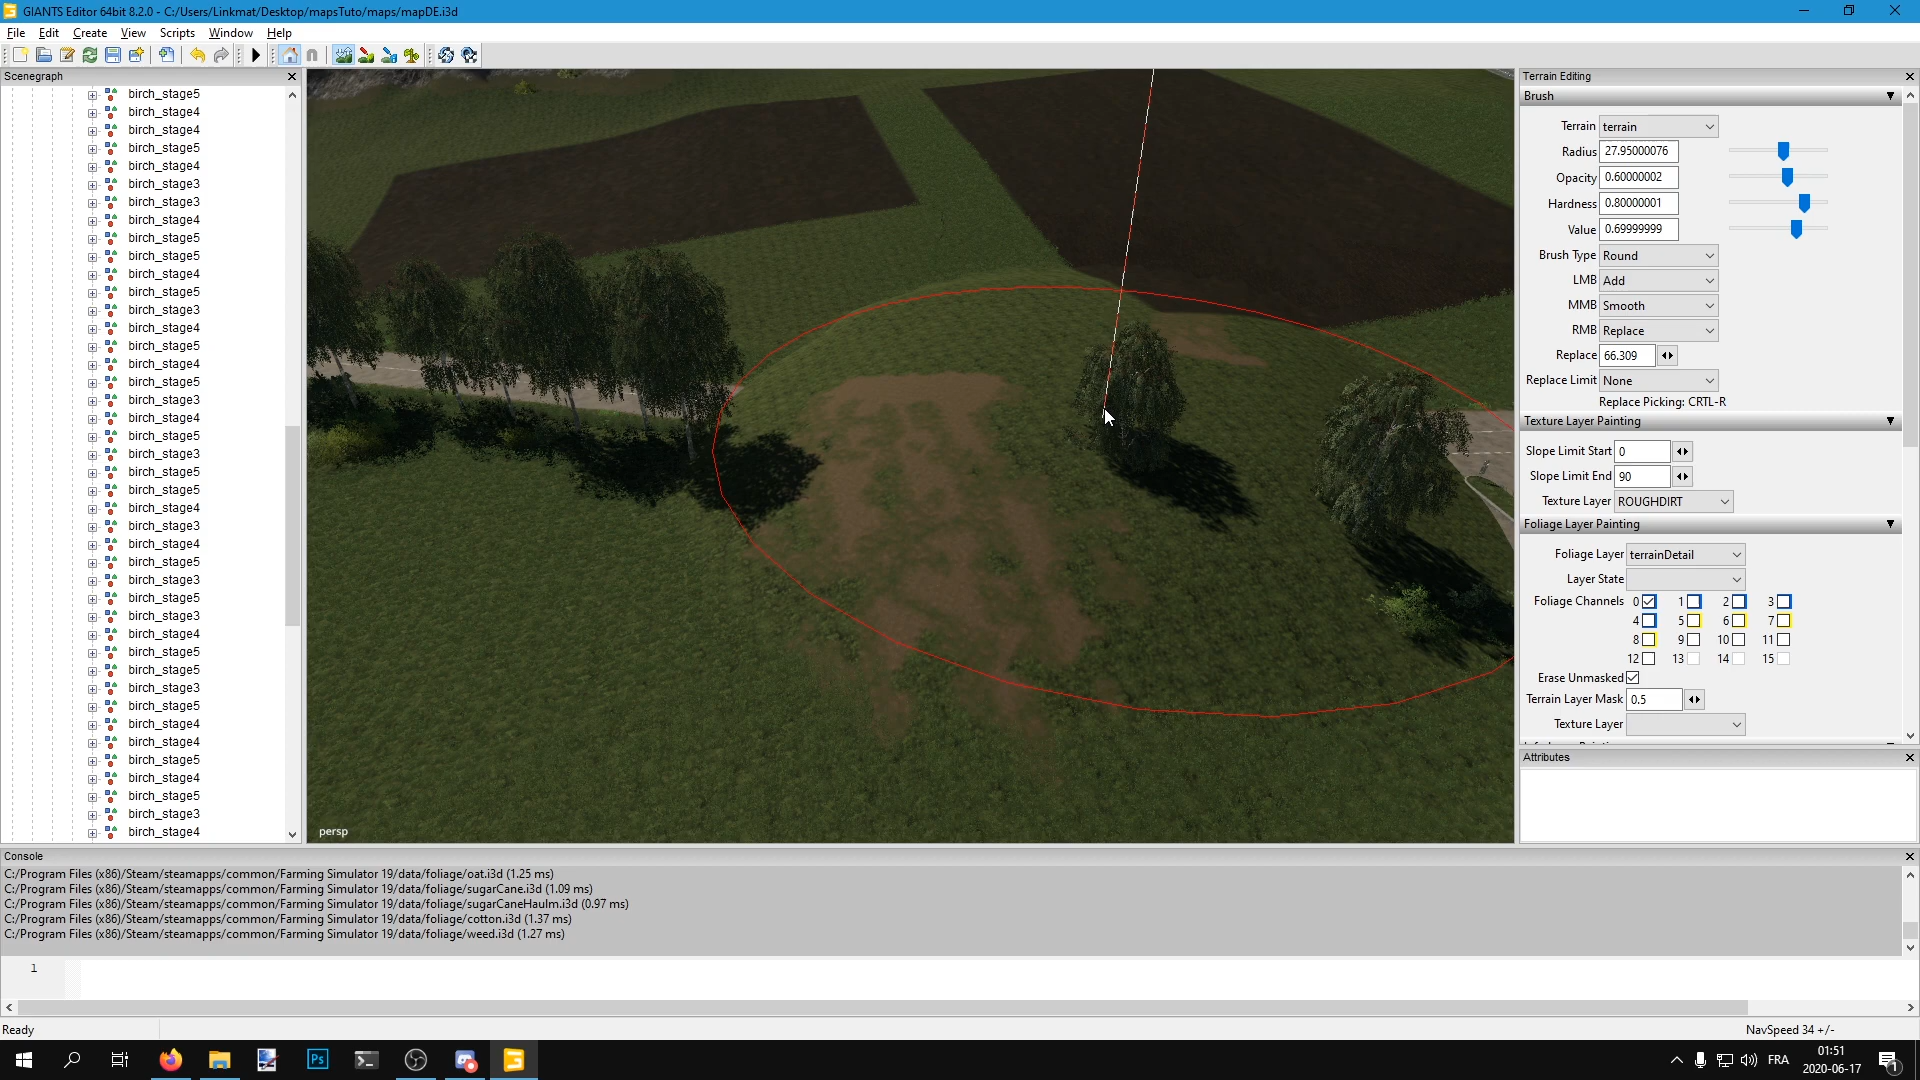 GIANTS Editor 64bit 8.2.0 - C:/Users/Linkmat/Desktop/mapsTuto/maps/mapDE.i3d
File Edit Create View Scripts Window Help
Scenegraph
birch_stage5
birch_stage4
birch_stage4
birch_stage5
birch_stage4
birch_stage3
birch_stage3
birch_stage4
birch_stage5
birch_stage5
birch_stage4
birch_stage5
birch_stage3
birch_stage4
birch_stage5
birch_stage4
birch_stage5
birch_stage3
birch_stage4
birch_stage5
birch_stage3
birch_stage5
birch_stage5
birch_stage4
birch_stage3
birch_stage4
birch_stage5
birch_stage3
birch_stage5
birch_stage3
birch_stage4
birch_stage5
birch_stage5
birch_stage3
birch_stage5
birch_stage4
birch_stage4
birch_stage5
birch_stage4
birch_stage5
birch_stage3
birch_stage4
persp
Terrain Editing
Brush
Terrain terrain
Radius 27.95000076
Opacity 0.60000002
Hardness 0.80000001
Value 0.69999999
Brush Type Round
LMB Add
MMB Smooth
RMB Replace
Replace 66.309
Replace Limit None
Replace Picking: CRTL-R
Texture Layer Painting
Slope Limit Start 0
Slope Limit End 90
Texture Layer ROUGHDIRT
Foliage Layer Painting
Foliage Layer terrainDetail
Layer State
Foliage Channels 0 1 2 3
4 5 6 7
8 9 10 11
12 13 14 15
Erase Unmasked
Terrain Layer Mask 0.5
Texture Layer
Attributes
Console
C:/Program Files (x86)/Steam/steamapps/common/Farming Simulator 19/data/foliage/oat.i3d (1.25 ms)
C:/Program Files (x86)/Steam/steamapps/common/Farming Simulator 19/data/foliage/sugarCane.i3d (1.09 ms)
C:/Program Files (x86)/Steam/steamapps/common/Farming Simulator 19/data/foliage/sugarCaneHaulm.i3d (0.97 ms)
C:/Program Files (x86)/Steam/steamapps/common/Farming Simulator 19/data/foliage/cotton.i3d (1.37 ms)
C:/Program Files (x86)/Steam/steamapps/common/Farming Simulator 19/data/foliage/weed.i3d (1.27 ms)
1
Ready
NavSpeed 34 +/-
Ps
FRA
01:51
2020-06-17
1